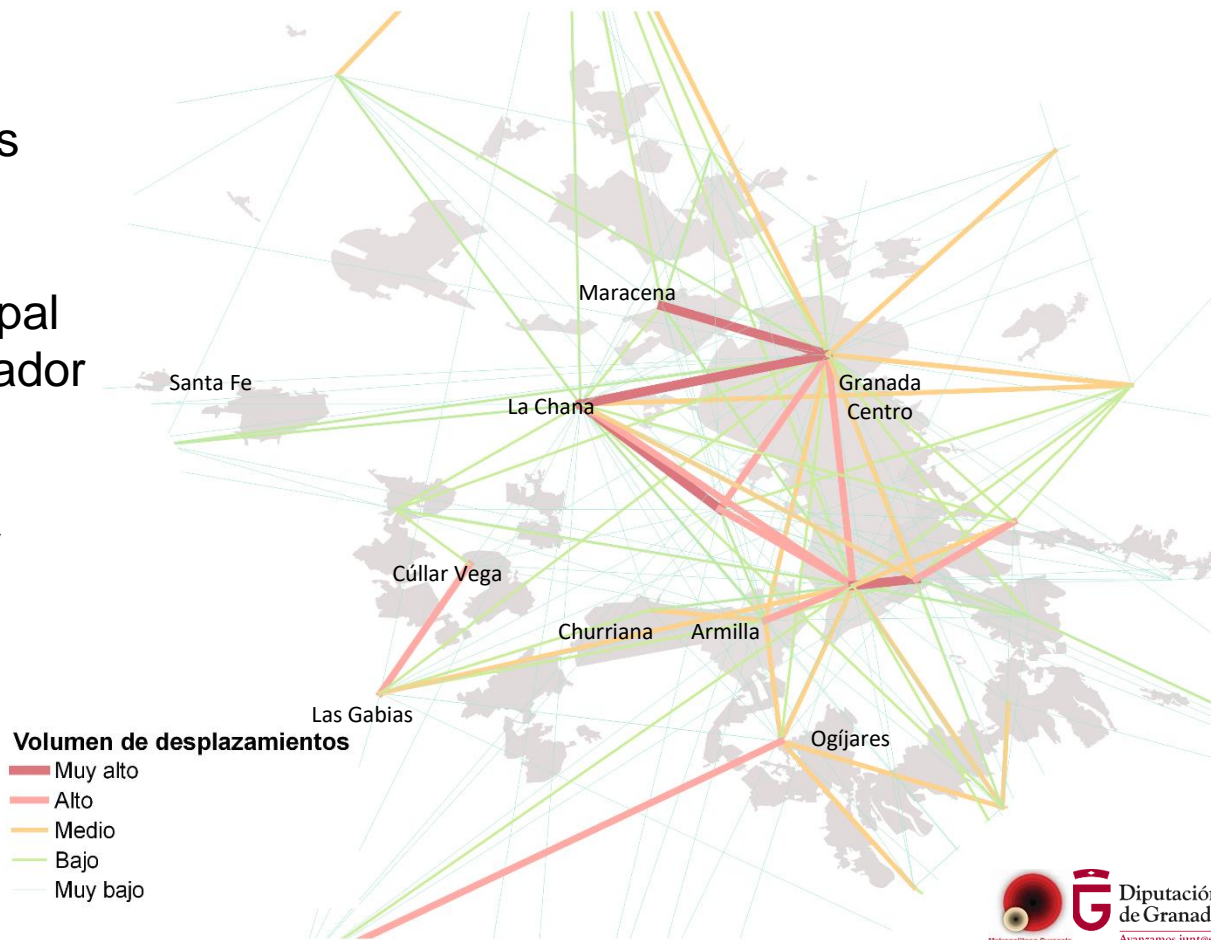 s
pal
ador
Maracena
Santa Fe
Granada
Centro
La Chana
Cúllar Vega
Churriana
Armilla
Las Gabias
Ogíjares
Volumen de desplazamientos
Muy alto
Alto
Medio
Bajo
Muy bajo
Diputación
de Granad